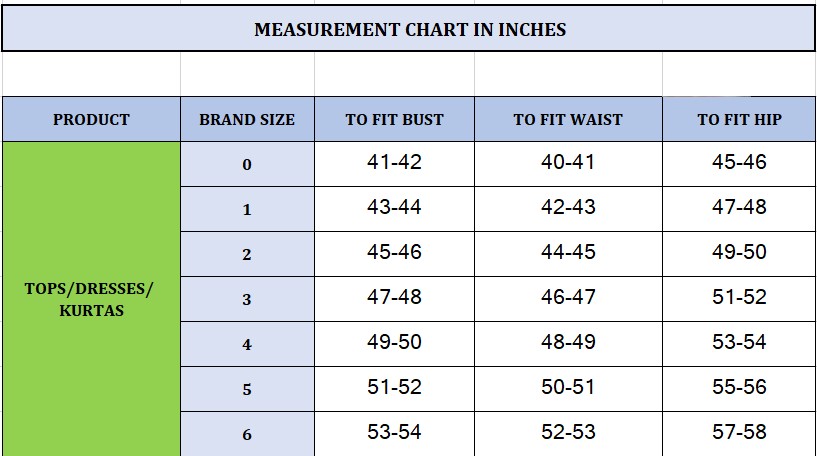 MEASUREMENT CHART IN INCHES
PRODUCT BRAND SIZE TO FIT BUST TO FIT WAIST TO FIT HIP
0 41-42 40-41 45-46
1 43-44 42-43 47-48
2 45-46 44-45 49-50
TOPS/DRESSES/
KURTAS
3 47-48 46-47 51-52
4 49-50 48-49 53-54
5 51-52 50-51 55-56
6 53-54 52-53 57-58